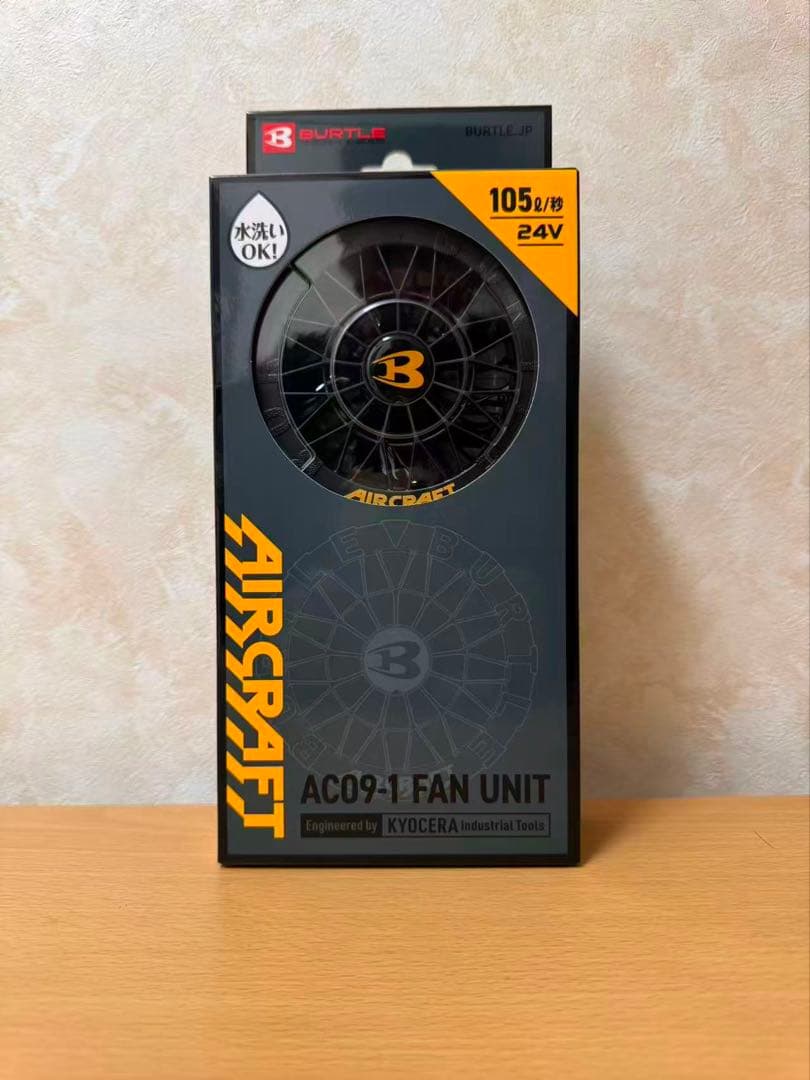 BURTLE
BURTLE.JP
水洗い
OK!
105ℓ/秒
24V
B
AIRCRAFT
AIRCRAFT
BURTLE
B
AC09-1 FAN UNIT
Engineered by KYOCERA Industrial Tools